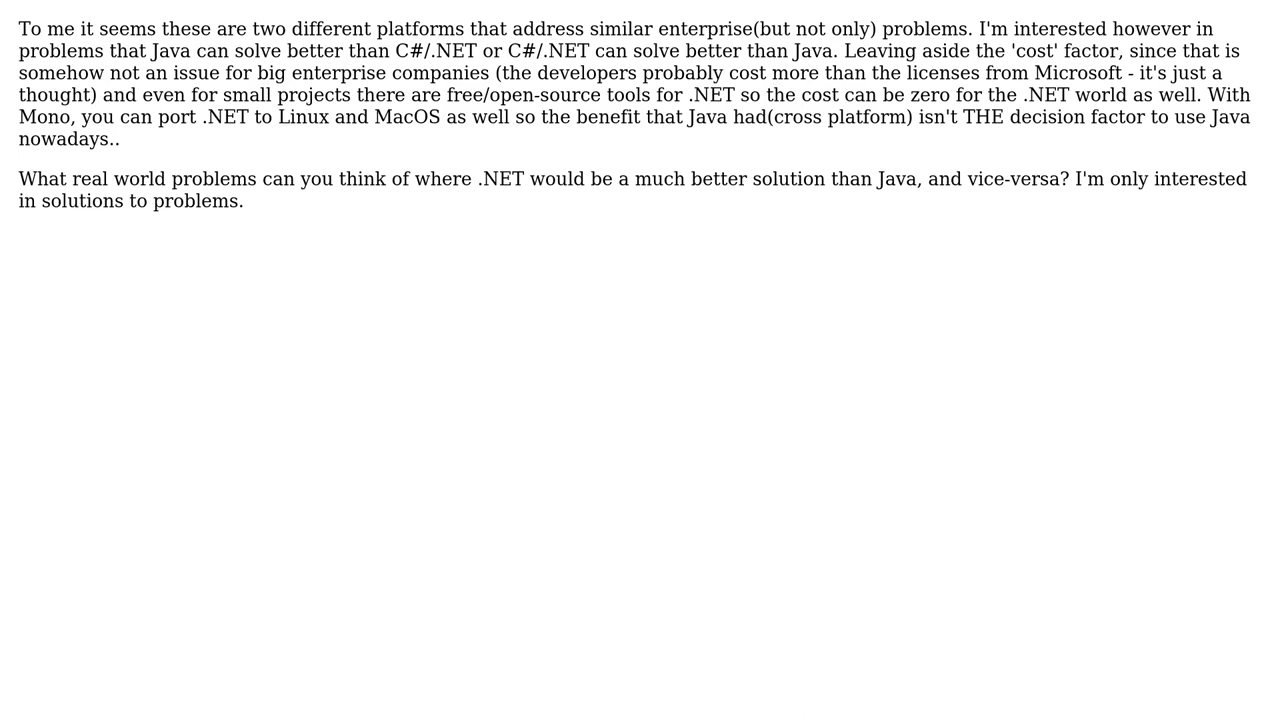 To me it seems these are two different platforms that address similar enterprise(but not only) problems. I'm interested however in
problems that Java can solve better than C#/.NET or C#/.NET can solve better than Java. Leaving aside the 'cost' factor, since that is
somehow not an issue for big enterprise companies (the developers probably cost more than the licenses from Microsoft - it's just a
thought) and even for small projects there are free/open-source tools for .NET so the cost can be zero for the .NET world as well. With
Mono, you can port .NET to Linux and MacOS as well so the benefit that Java had(cross platform) isn't THE decision factor to use Java
nowadays..
What real world problems can you think of where .NET would be a much better solution than Java, and vice-versa? I'm only interested
in solutions to problems.